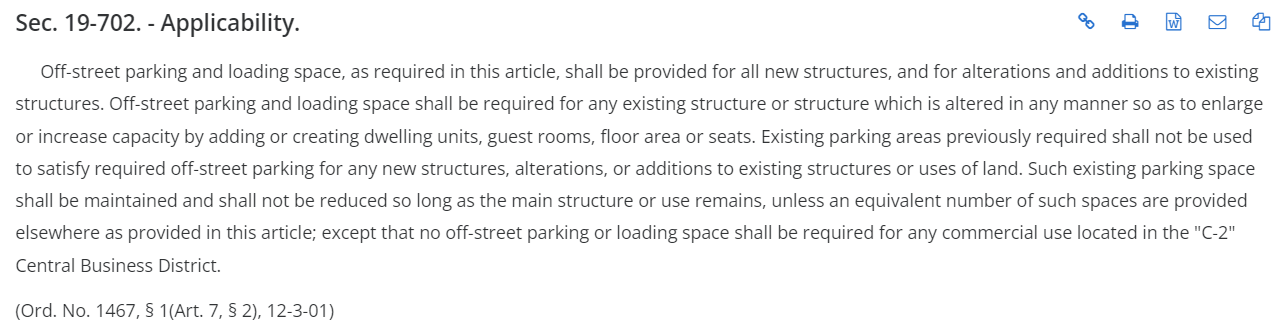 Sec. 19-702. - Applicability.
Off-street parking and loading space, as required in this article, shall be provided for all new structures, and for alterations and additions to existing
structures. Off-street parking and loading space shall be required for any existing structure or structure which is altered in any manner so as to enlarge
or increase capacity by adding or creating dwelling units, guest rooms, floor area or seats. Existing parking areas previously required shall not be used
to satisfy required off-street parking for any new structures, alterations, or additions to existing structures or uses of land. Such existing parking space
shall be maintained and shall not be reduced so long as the main structure or use remains, unless an equivalent number of such spaces are provided
elsewhere as provided in this article; except that no off-street parking or loading space shall be required for any commercial use located in the "C-2"
Central Business District.
(Ord. No. 1467, § 1(Art. 7, § 2), 12-3-01)